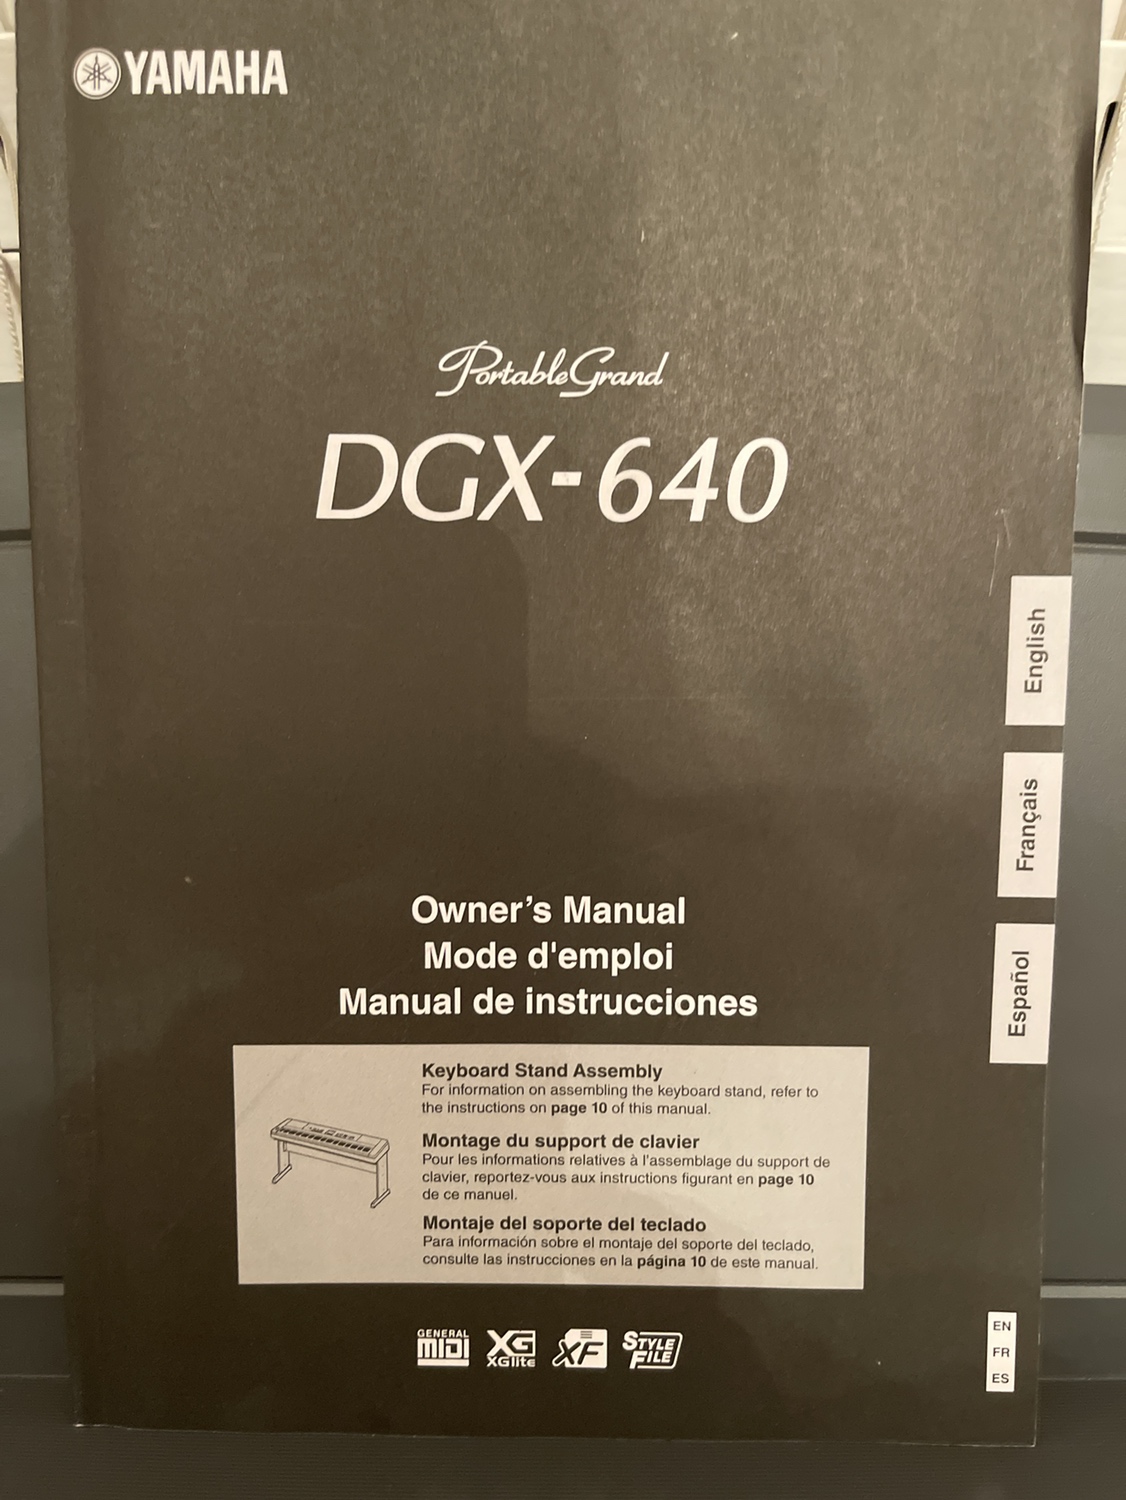 YAMAHA
PortableGrand
DGX-640
English
Français
Español
Owner's Manual
Mode d'emploi
Manual de instrucciones
Keyboard Stand Assembly
For information on assembling the keyboard stand, refer to
the instructions on page 10 of this manual.
Montage du support de clavier
Pour les informations relatives à l'assemblage du support de
clavier, reportez-vous aux instructions figurant en page 10
de ce manuel.
Montaje del soporte del teclado
Para información sobre el montaje del soporte del teclado,
consulte las instrucciones en la página 10 de este manual.
GENERAL
MIDI
XG
XGlite
XF
STYLE
FILE
EN
FR
ES